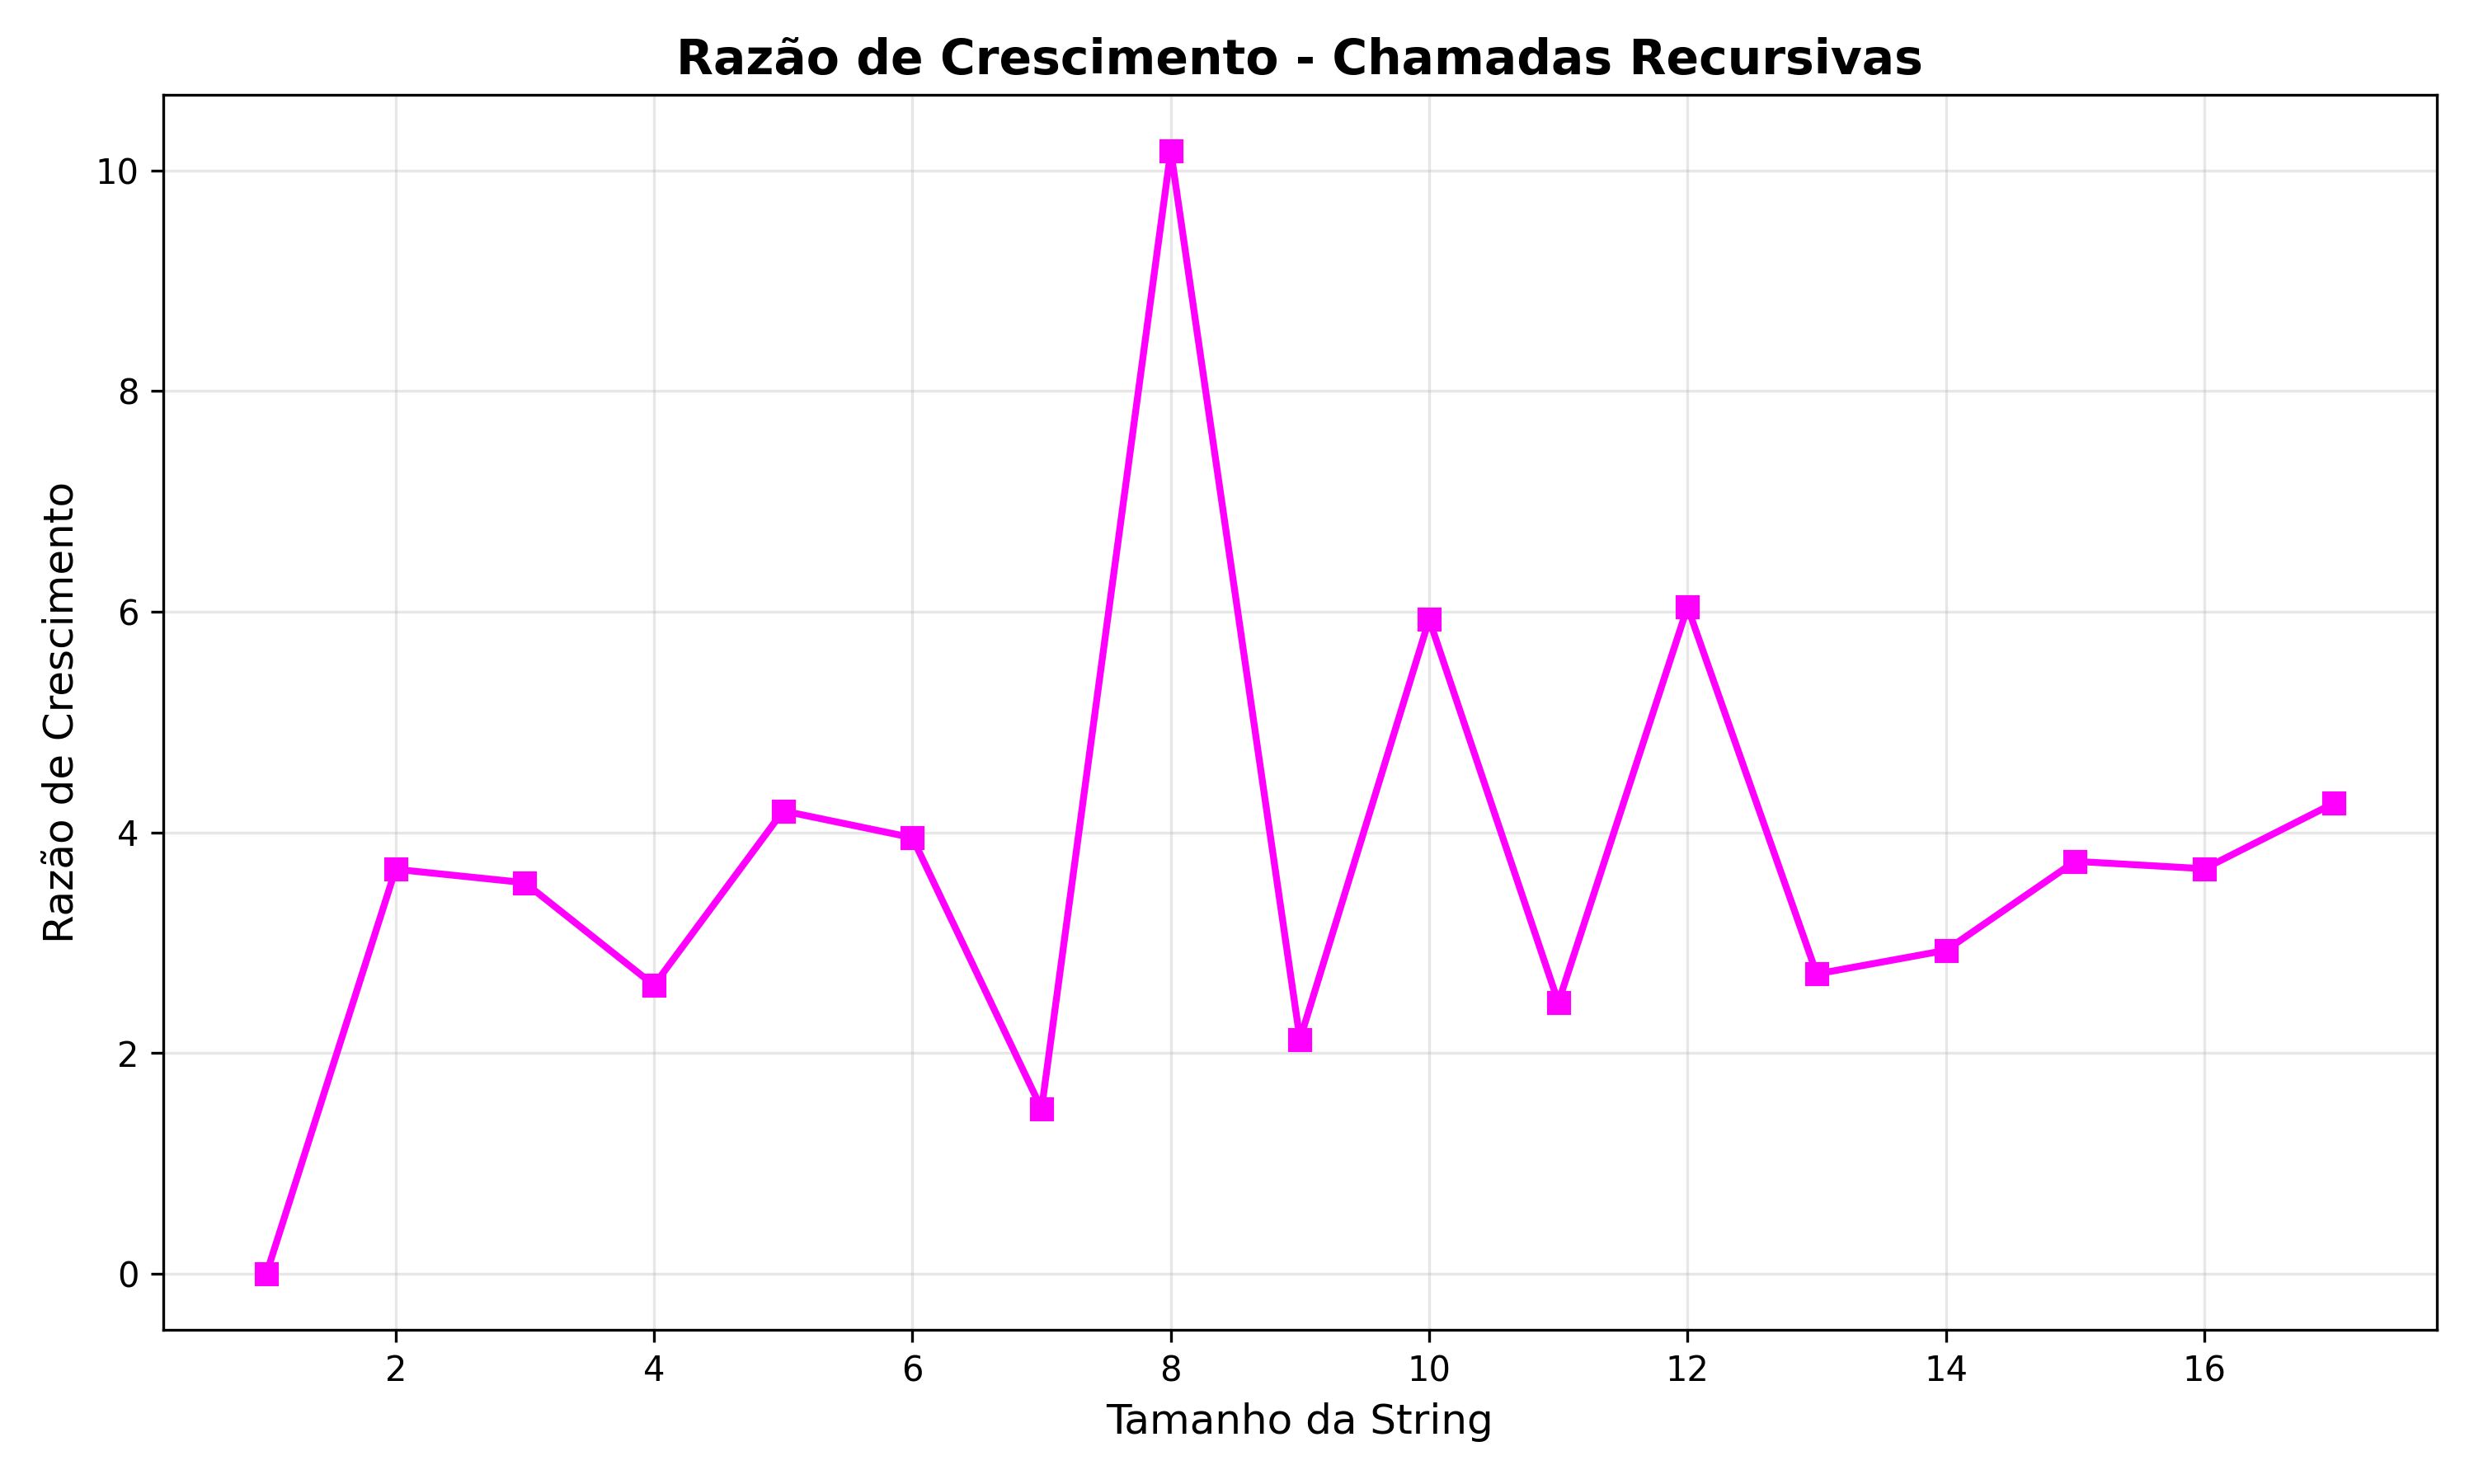 Razão de Crescimento - Chamadas Recursivas
Razão de Crescimento
10
8
6
4
2
0
2 4 6 8 10 12 14 16
Tamanho da String